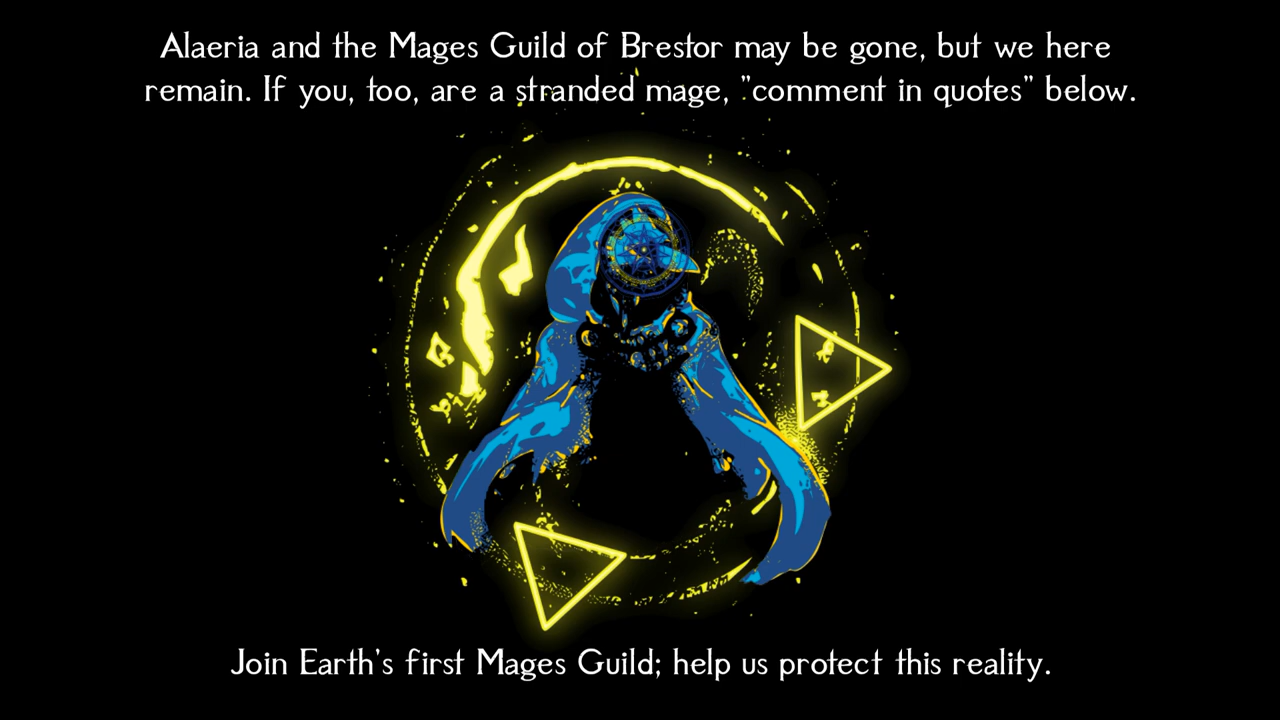 Alaeria and the Mages Guild of Brestor may be gone, but we here
remain. If you, too, are a stranded mage, "comment in quotes" below.
Join Earth's first Mages Guild; help us protect this reality.